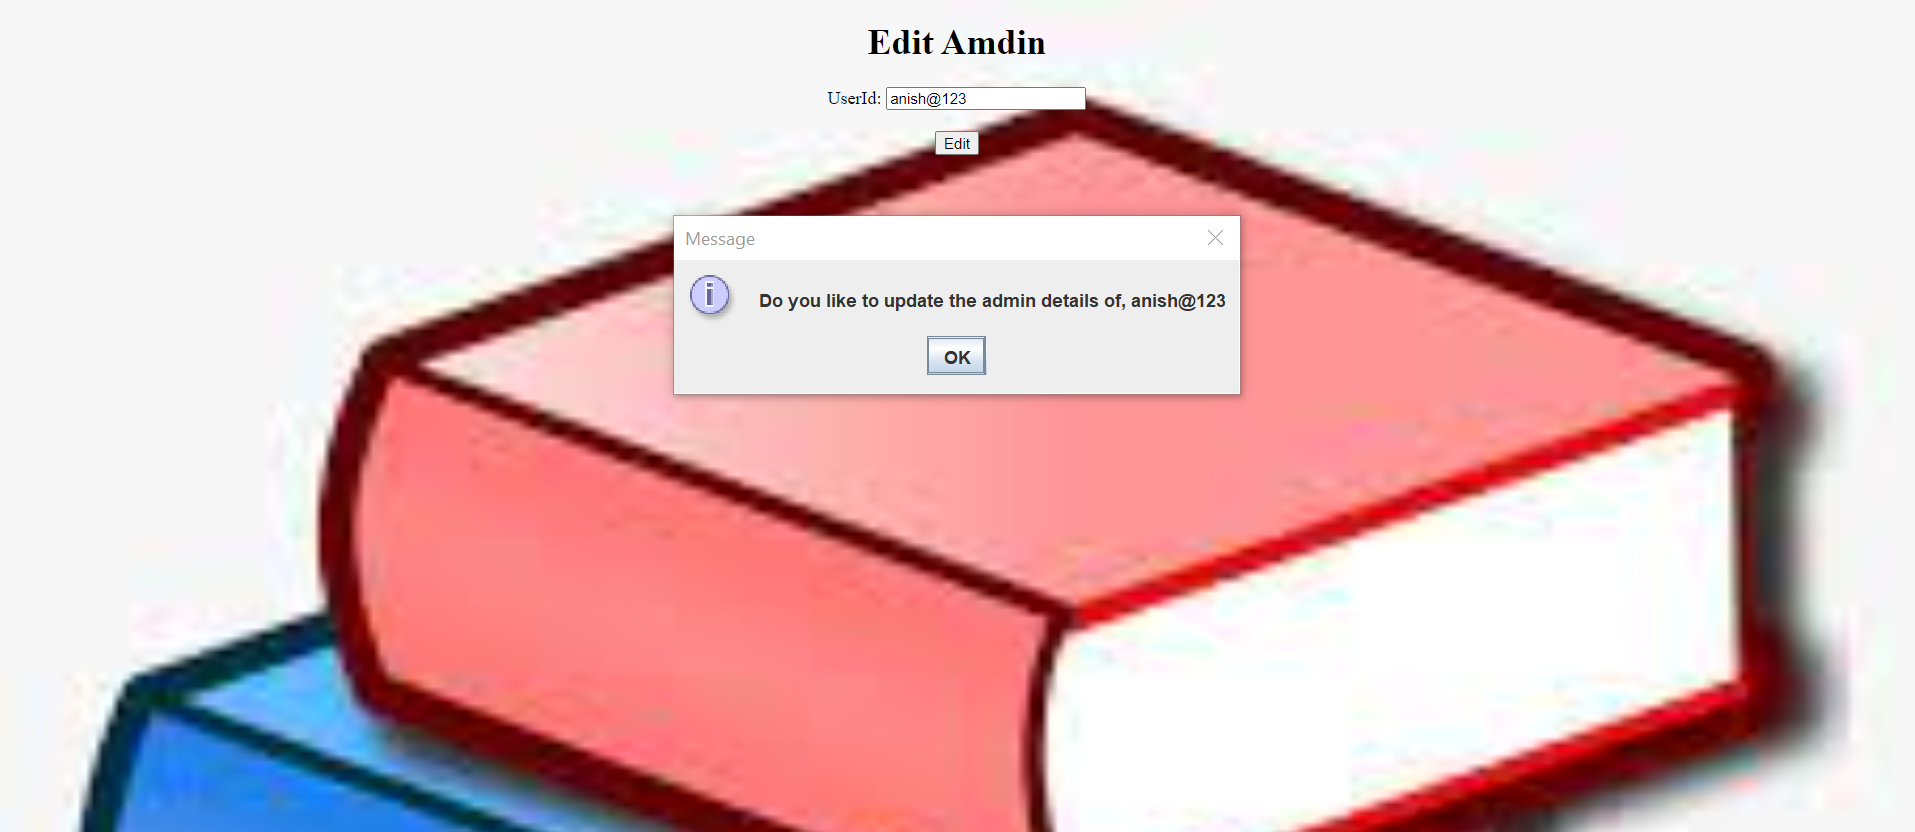 Edit Amdin
UserId: anish@123
Edit
Message
Do you like to update the admin details of, anish@123
OK